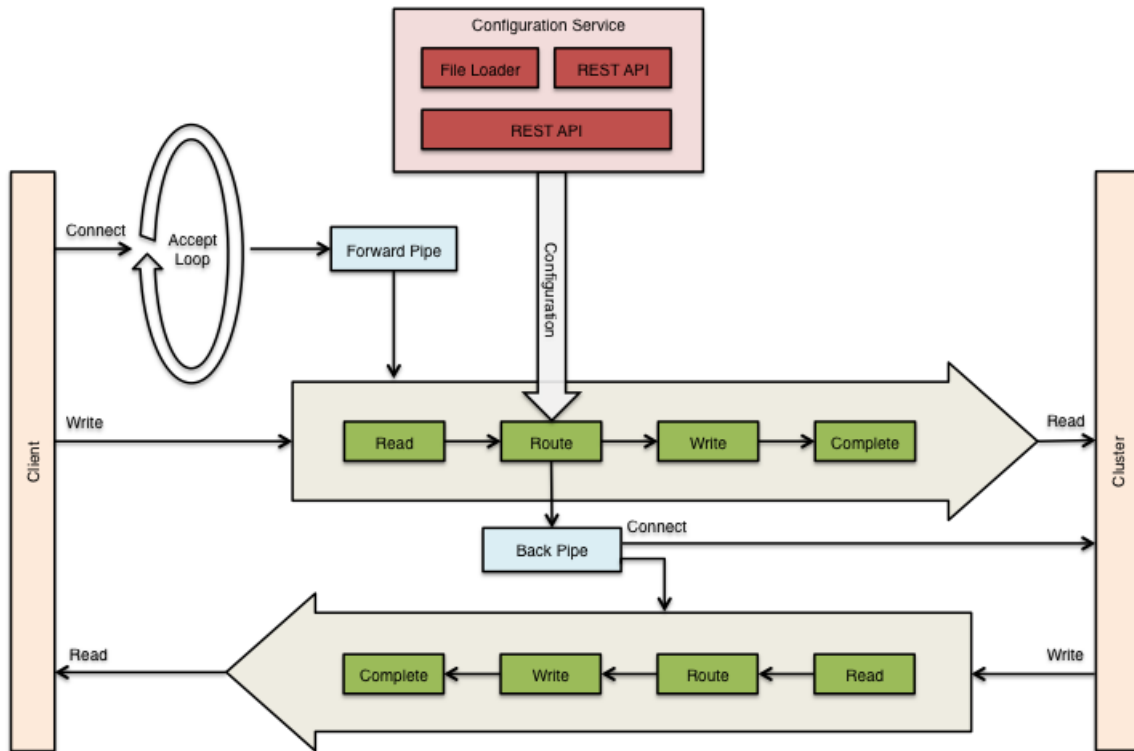 Configuration Service
File Loader
REST API
REST API
Connect
Accept
Loop
Forward Pipe
Configuration
Write
Read
Route
Write
Complete
Read
Client
Cluster
Connect
Back Pipe
Read
Complete
Write
Route
Read
Write